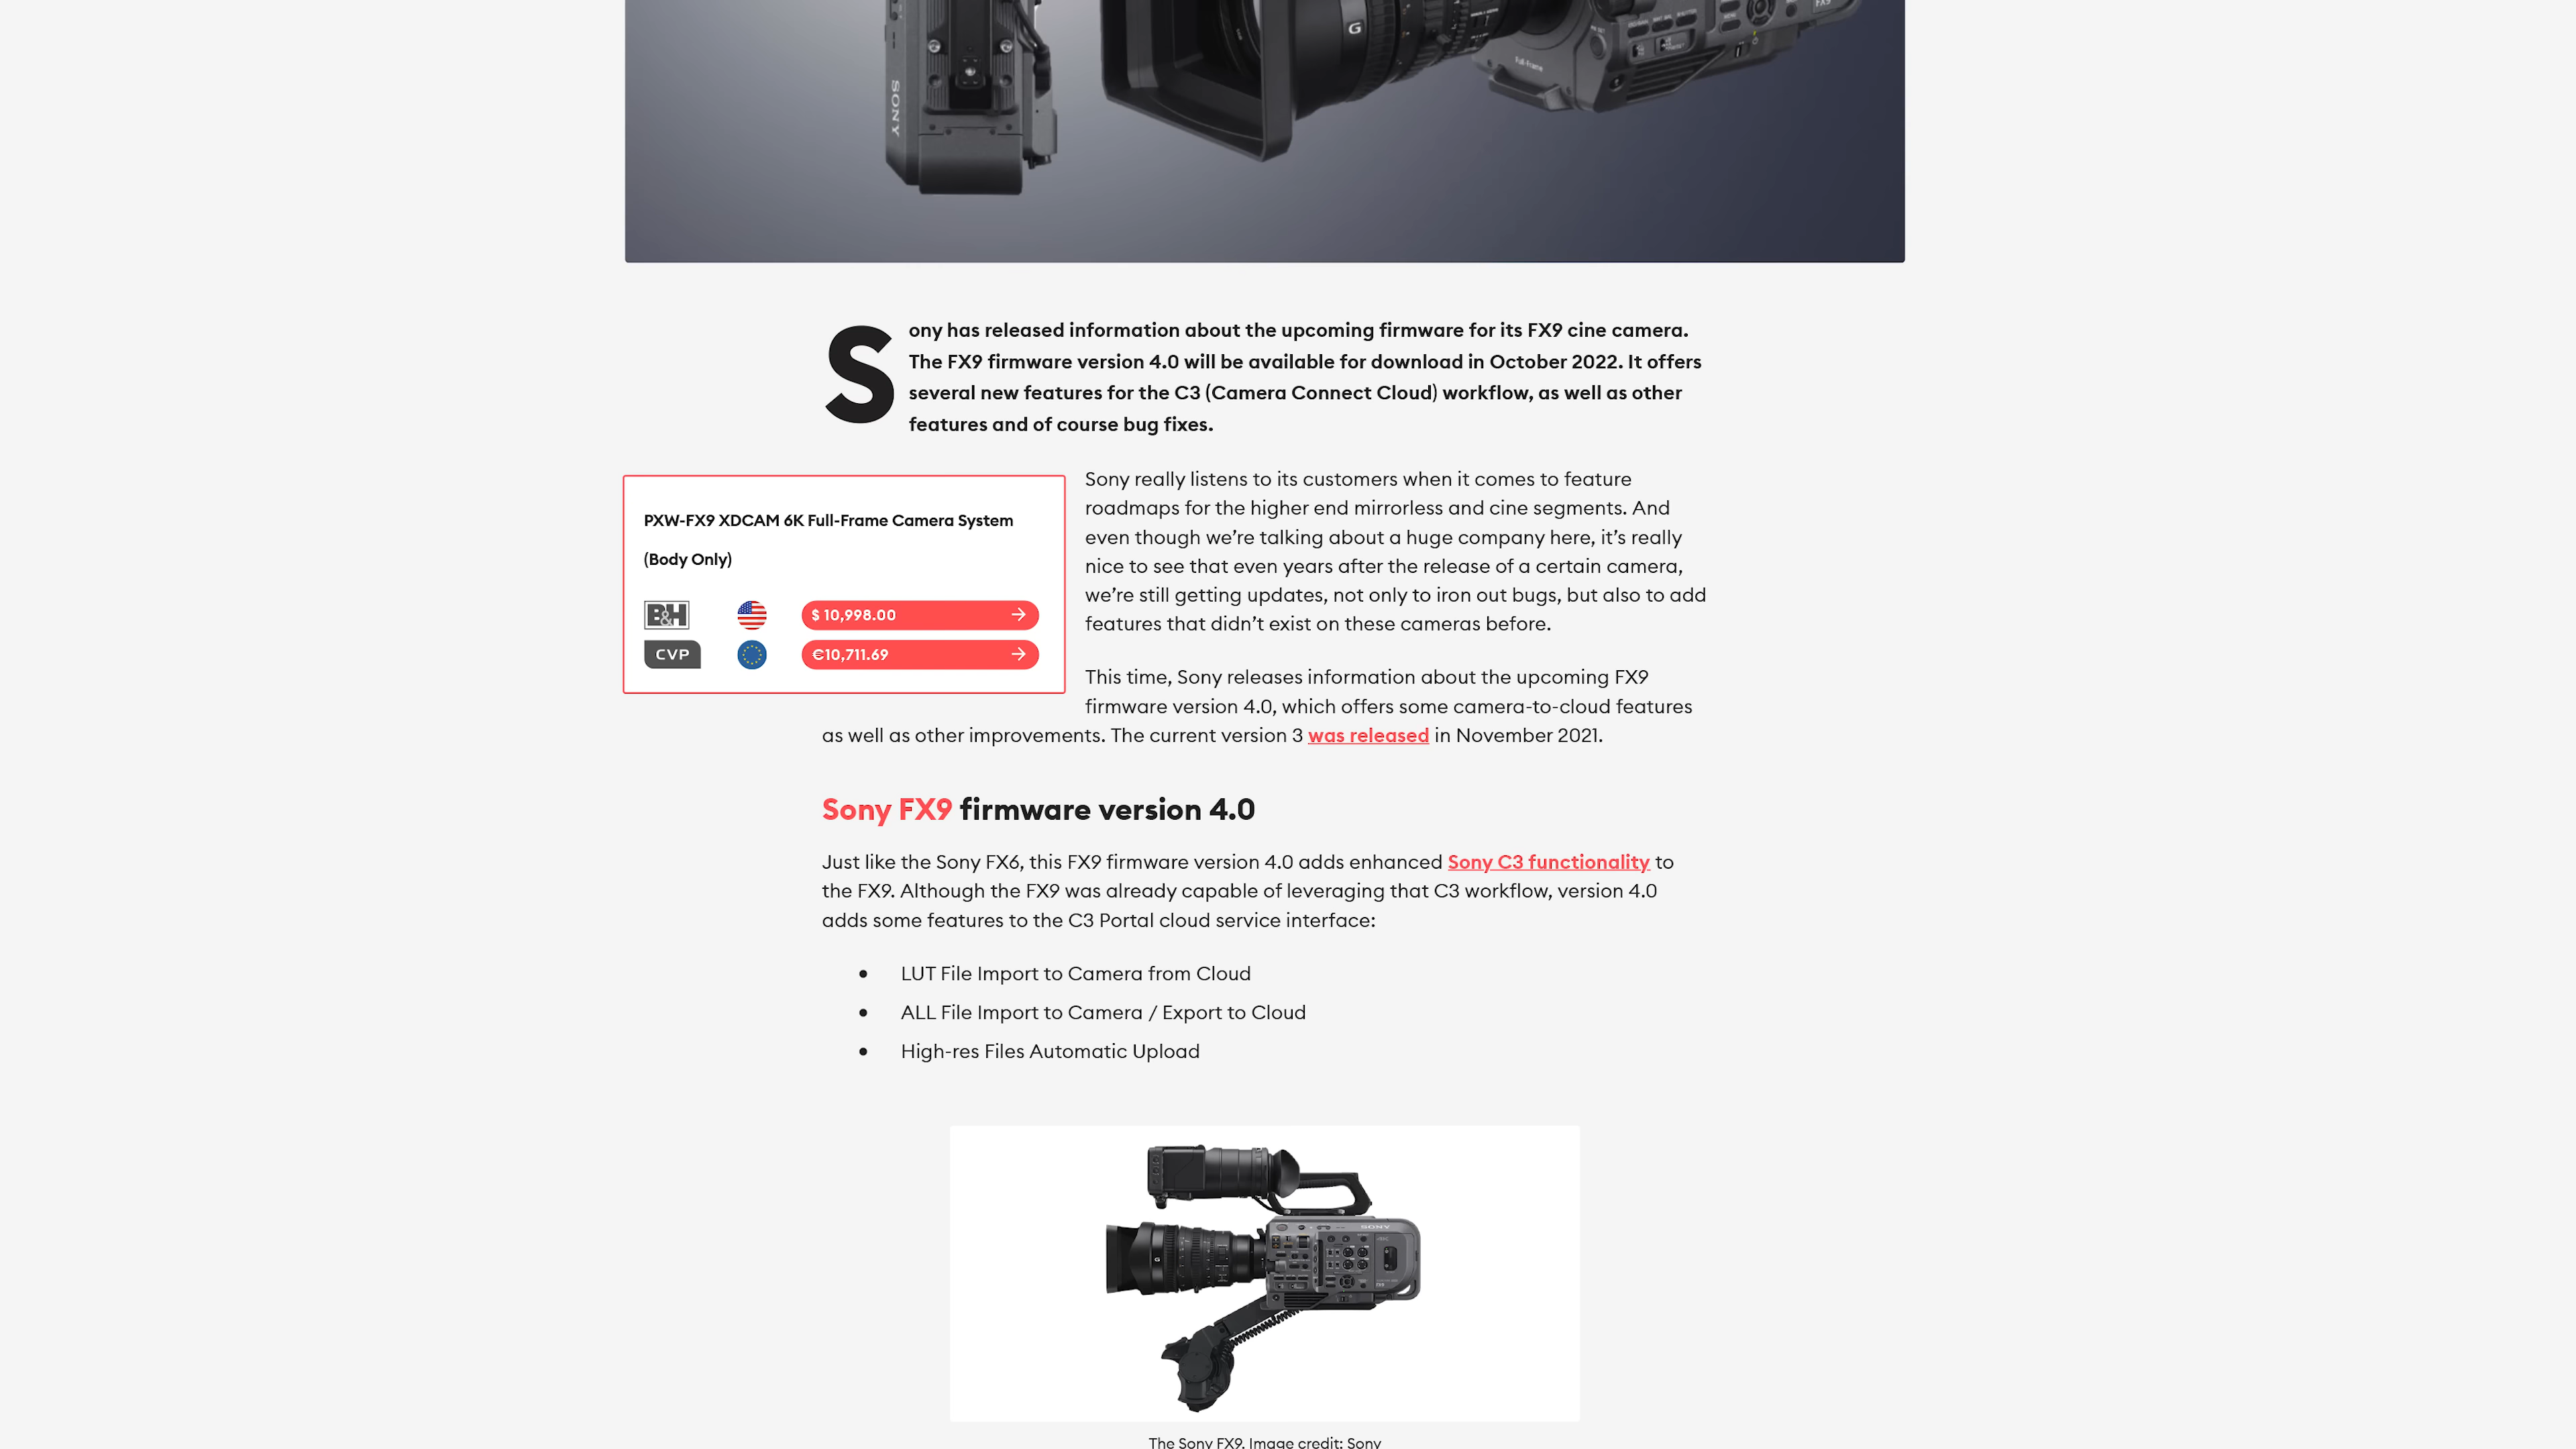 G
FX9
Full-Frame
SONY
Sony has released information about the upcoming firmware for its FX9 cine camera.
The FX9 firmware version 4.0 will be available for download in October 2022. It offers
several new features for the C3 (Camera Connect Cloud) workflow, as well as other
features and of course bug fixes.
PXW-FX9 XDCAM 6K Full-Frame Camera System
(Body Only)
B&H
$ 10,998.00
CVP
€10,711.69
Sony really listens to its customers when it comes to feature
roadmaps for the higher end mirrorless and cine segments. And
even though we’re talking about a huge company here, it’s really
nice to see that even years after the release of a certain camera,
we’re still getting updates, not only to iron out bugs, but also to add
features that didn’t exist on these cameras before.
This time, Sony releases information about the upcoming FX9
firmware version 4.0, which offers some camera-to-cloud features
as well as other improvements. The current version 3 was released in November 2021.
Sony FX9 firmware version 4.0
Just like the Sony FX6, this FX9 firmware version 4.0 adds enhanced Sony C3 functionality to
the FX9. Although the FX9 was already capable of leveraging that C3 workflow, version 4.0
adds some features to the C3 Portal cloud service interface:
• LUT File Import to Camera from Cloud
• ALL File Import to Camera / Export to Cloud
• High-res Files Automatic Upload
SONY
G
The Sony FX9. Image credit: Sony